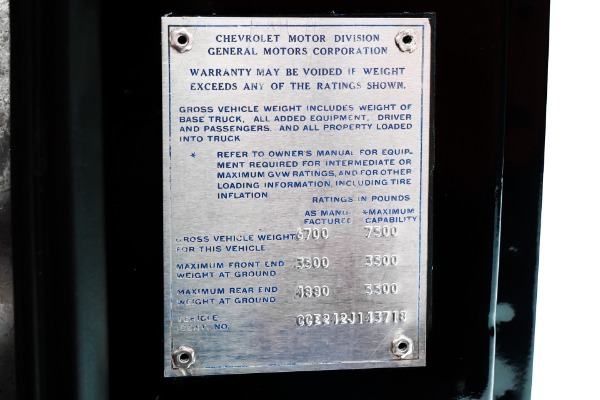 CHEVROLET MOTOR DIVISION
GENERAL MOTORS CORPORATION
WARRANTY MAY BE VOIDED IF WEIGHT
EXCEEDS ANY OF THE RATINGS SHOWN.
GROSS VEHICLE WEIGHT INCLUDES WEIGHT OF
BASE TRUCK, ALL ADDED EQUIPMENT, DRIVER
AND PASSENGERS, AND ALL PROPERTY LOADED
INTO TRUCK
* REFER TO OWNER'S MANUAL FOR EQUIP-
MENT REQUIRED FOR INTERMEDIATE OR
MAXIMUM GVW RATINGS, AND FOR OTHER
LOADING INFORMATION, INCLUDING TIRE
INFLATION
RATINGS IN POUNDS
AS MANU- *MAXIMUM
FACTURED CAPABILITY
GROSS VEHICLE WEIGHT 7500
FOR THIS VEHICLE
MAXIMUM FRONT END 3300 3300
WEIGHT AT GROUND
MAXIMUM REAR END
WEIGHT AT GROUND
VEHICLE
IDENT. NO.